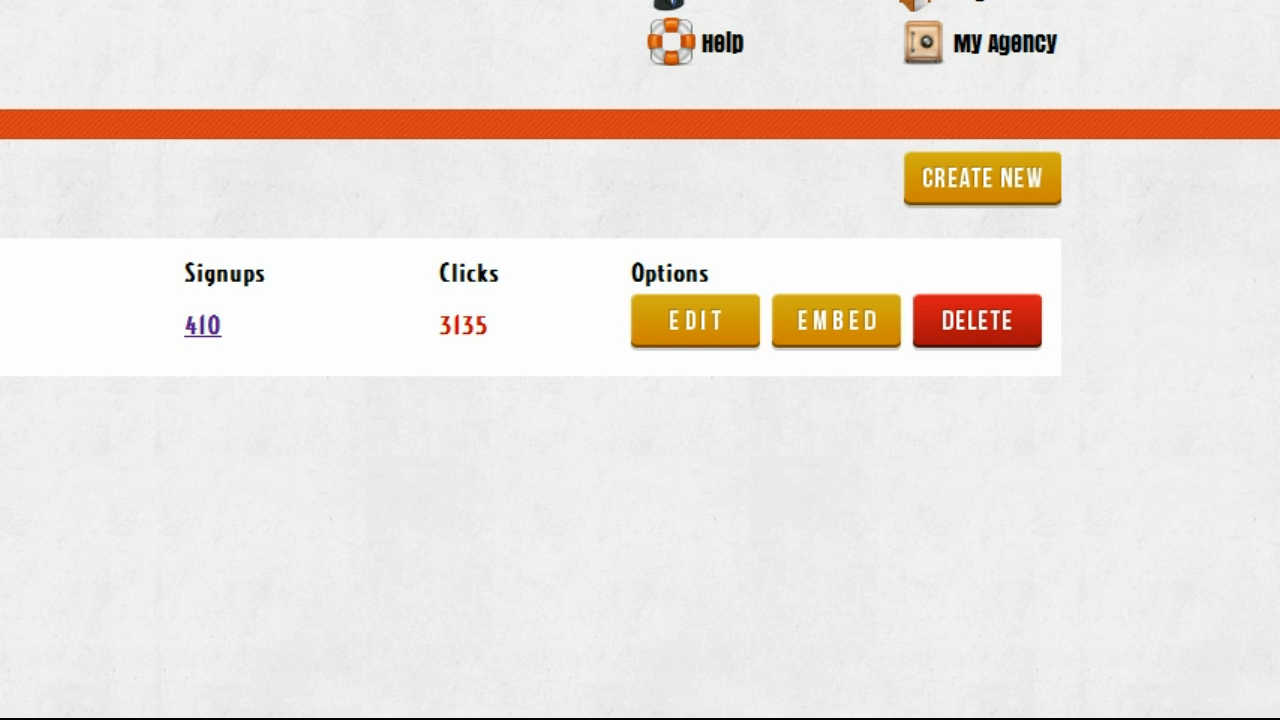 Help
My Agency
CREATE NEW
Signups Clicks Options
410 3135 EDIT EMBED DELETE